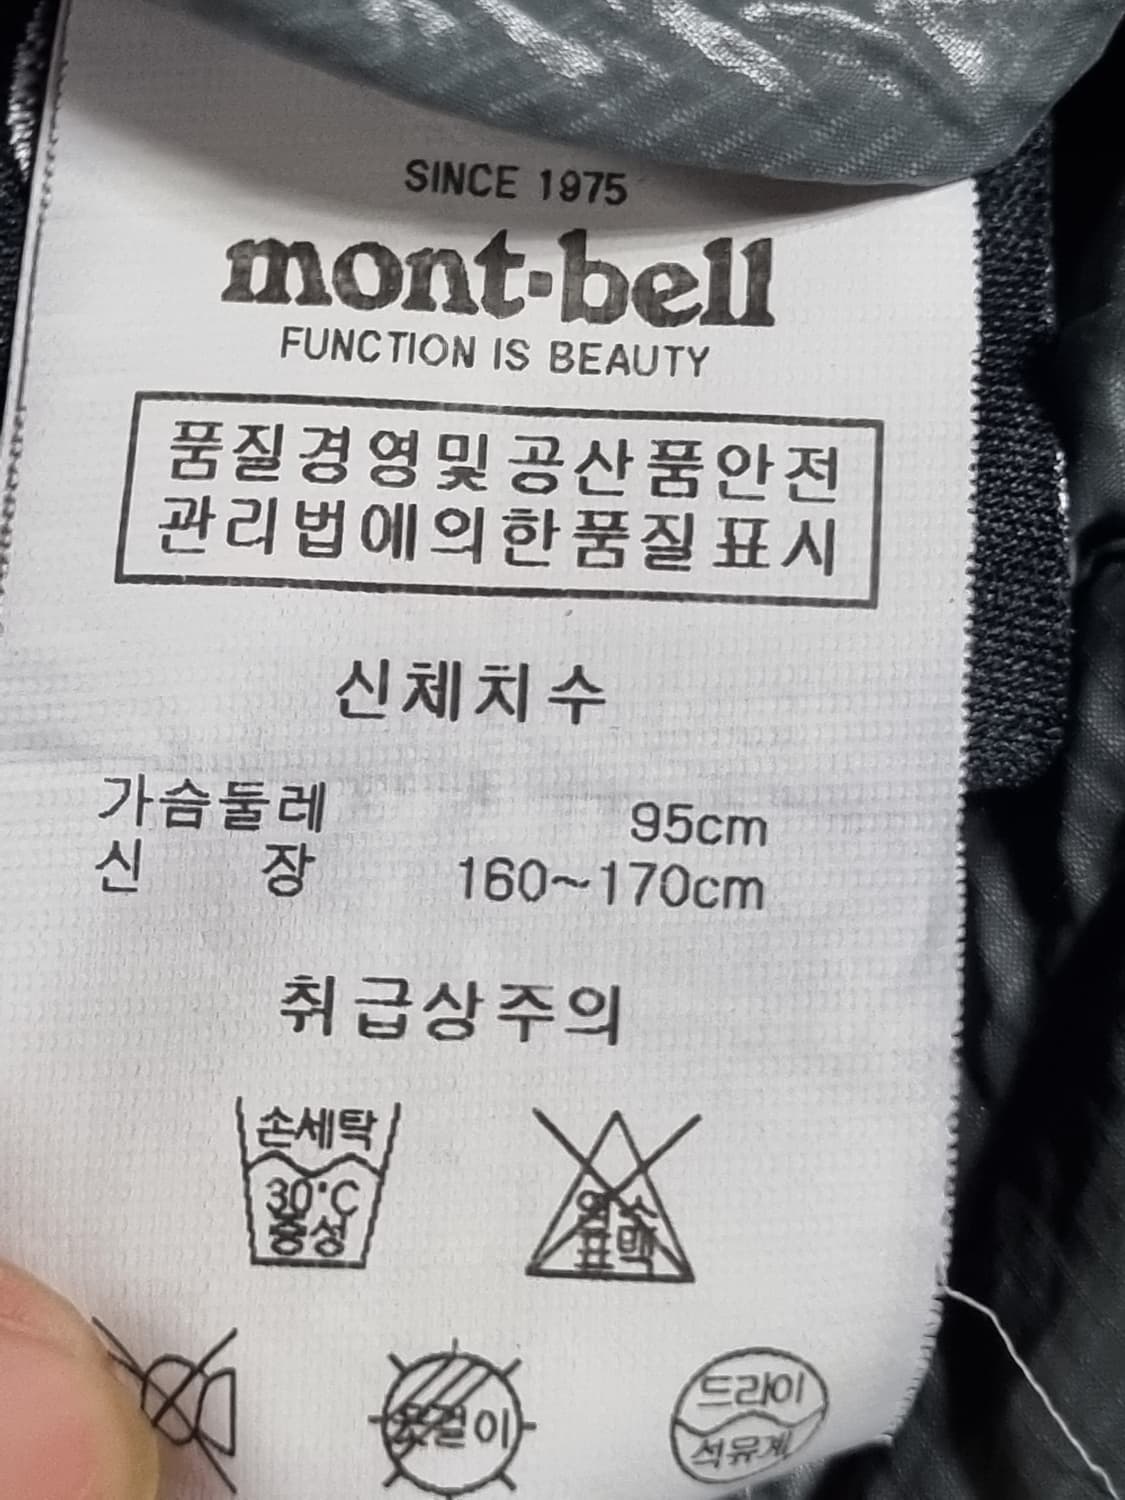 SINCE 1975
mont-bell
FUNCTION IS BEAUTY
품질경영및공산품안전
관리법에의한품질표시
신체치수
가슴둘레 95cm
신 장 160~170cm
취급상주의
손세탁
30°C
중성
염소
표백
옷걸이
드라이
석유계